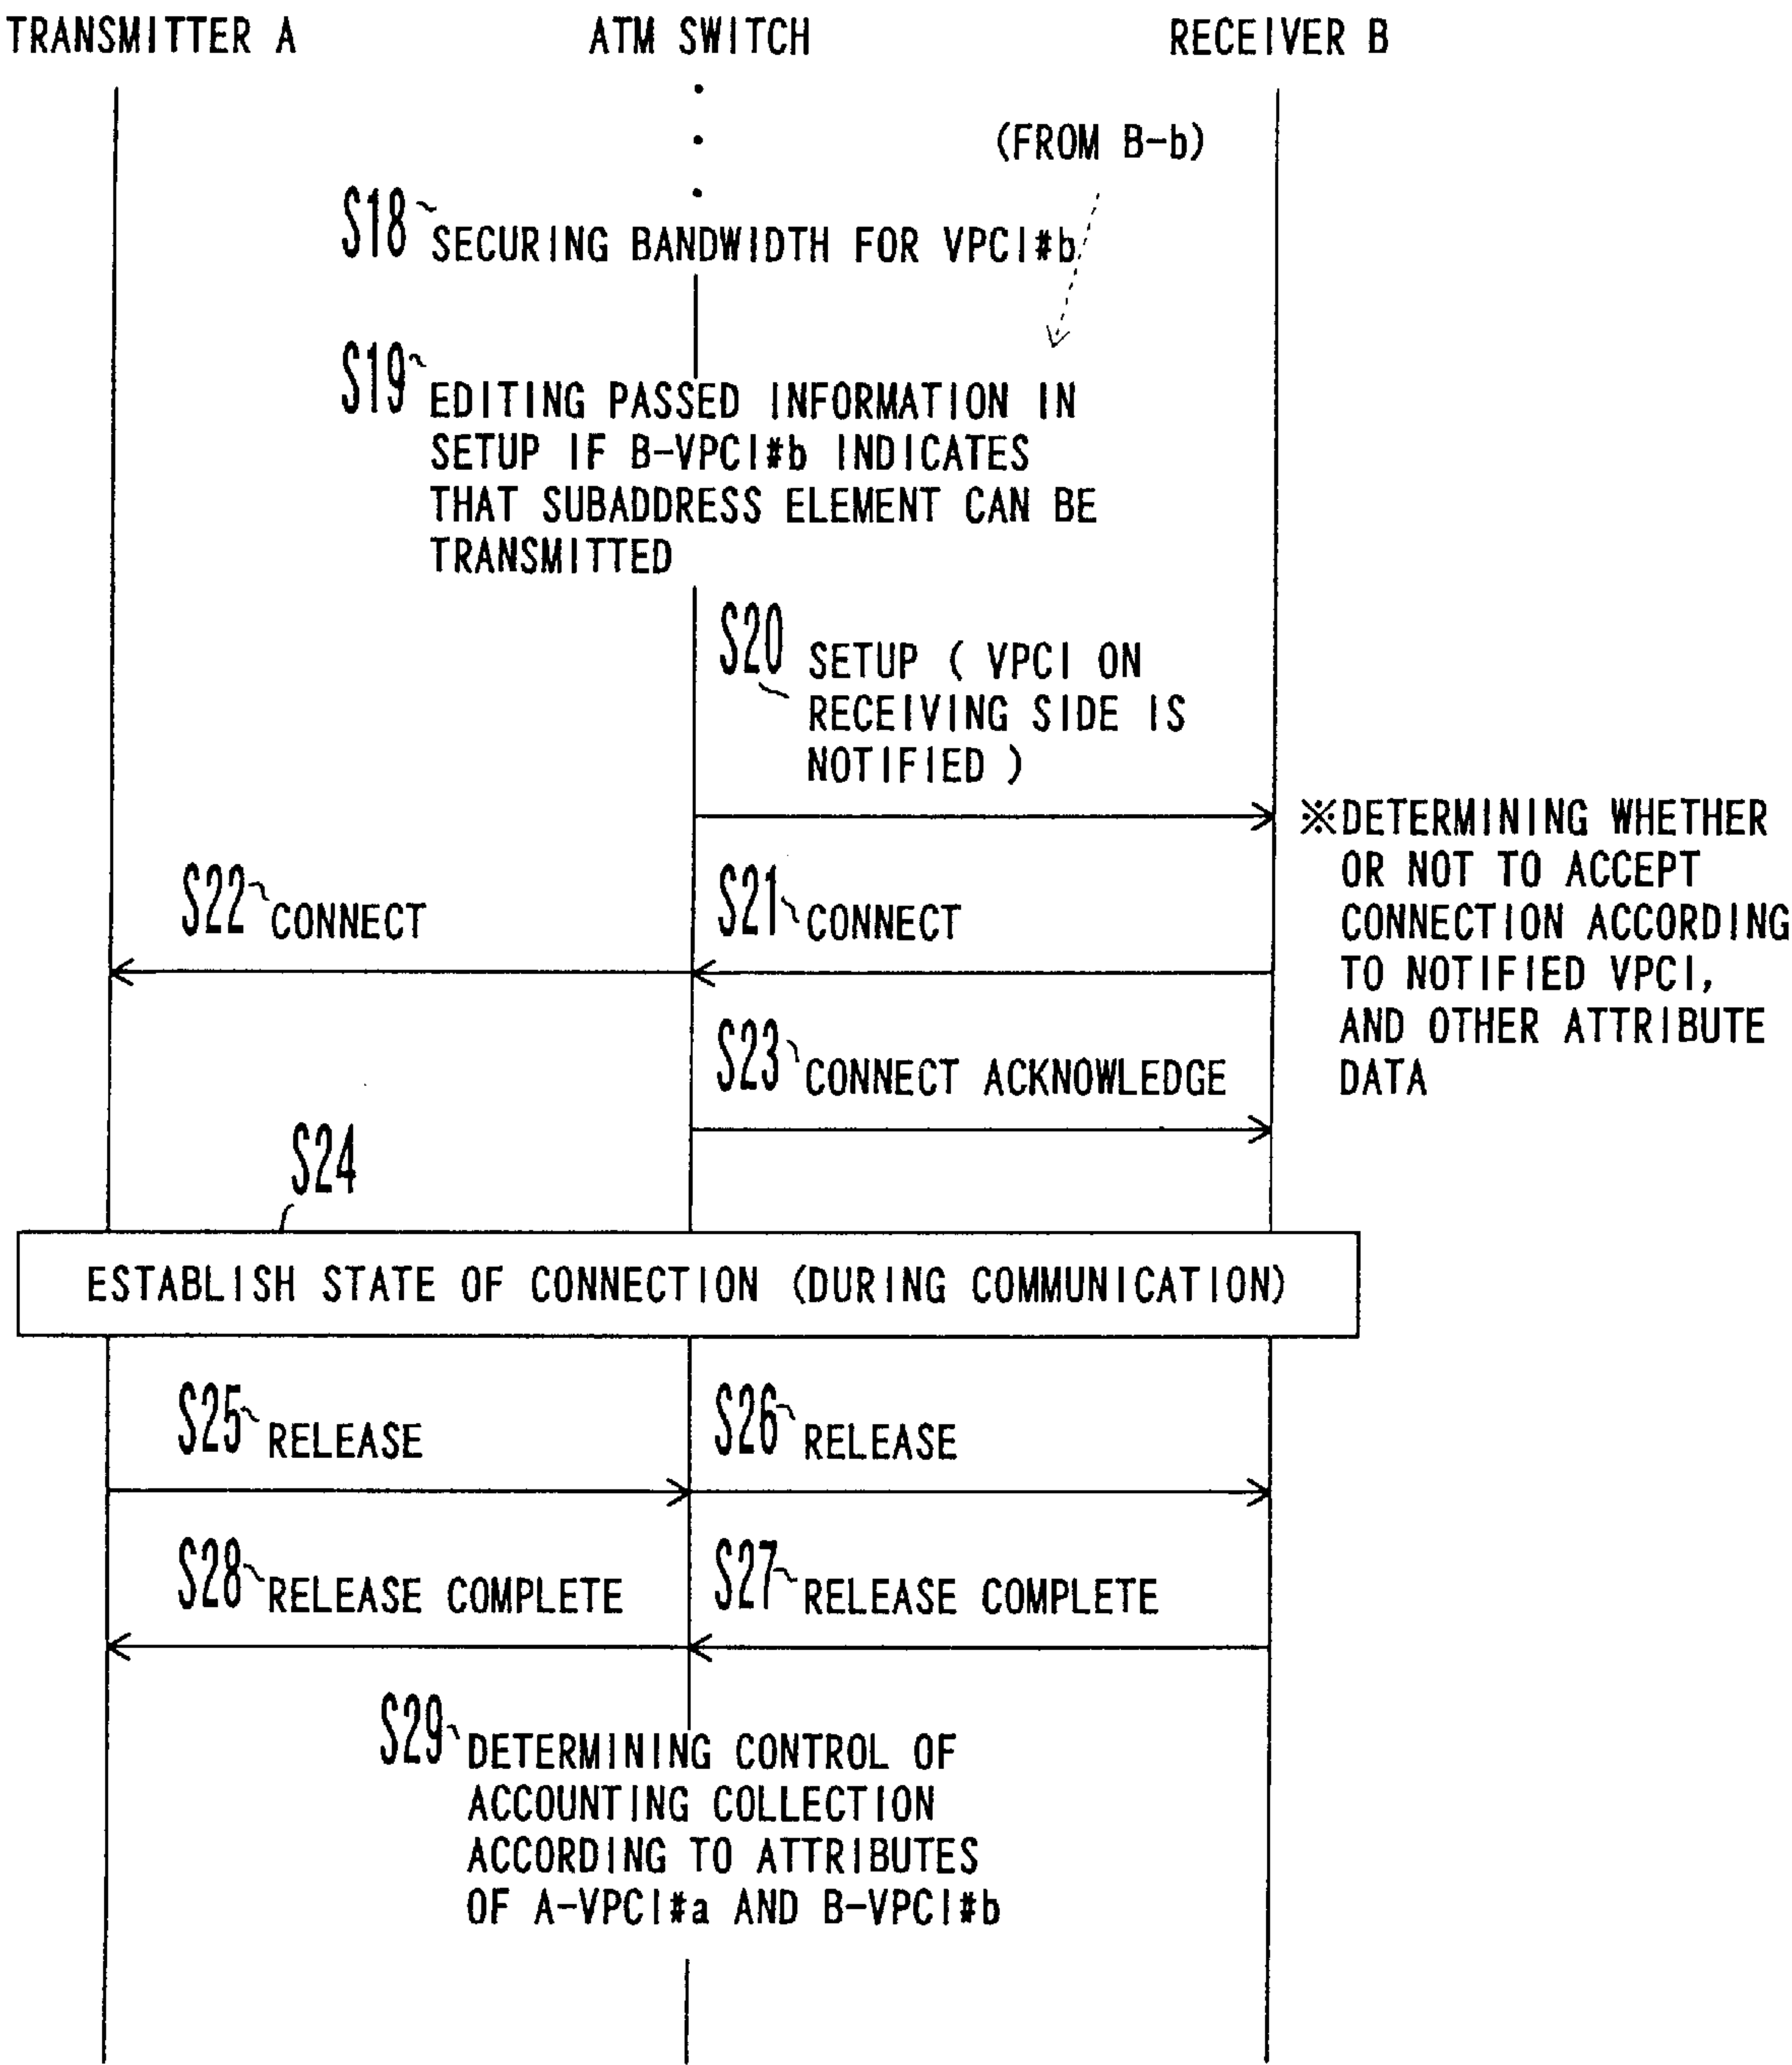 TRANSMITTER A
ATM SWITCH
RECEIVER B
(FROM B-b)
S18 SECURING BANDWIDTH FOR VPCI#b
S19 EDITING PASSED INFORMATION IN
SETUP IF B-VPCI#b INDICATES
THAT SUBADDRESS ELEMENT CAN BE
TRANSMITTED
S20 SETUP ( VPCI ON
RECEIVING SIDE IS
NOTIFIED )
※DETERMINING WHETHER
OR NOT TO ACCEPT
CONNECTION ACCORDING
TO NOTIFIED VPCI,
AND OTHER ATTRIBUTE
DATA
S22 CONNECT
S21 CONNECT
S23 CONNECT ACKNOWLEDGE
S24
ESTABLISH STATE OF CONNECTION (DURING COMMUNICATION)
S25 RELEASE
S26 RELEASE
S28 RELEASE COMPLETE
S27 RELEASE COMPLETE
S29 DETERMINING CONTROL OF
ACCOUNTING COLLECTION
ACCORDING TO ATTRIBUTES
OF A-VPCI#a AND B-VPCI#b